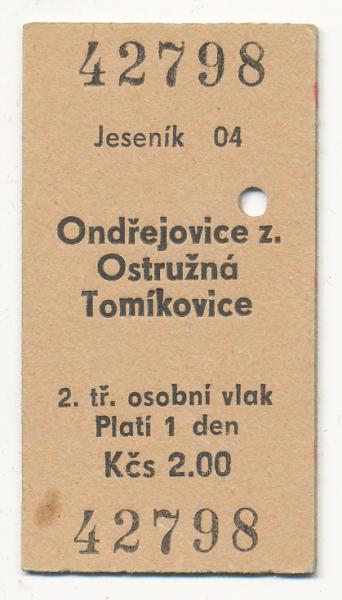 42798
Jeseník 04
Ondřejovice z.
Ostružná
Tomíkovice
2. tř. osobní vlak
Platí 1 den
Kčs 2.00
42798